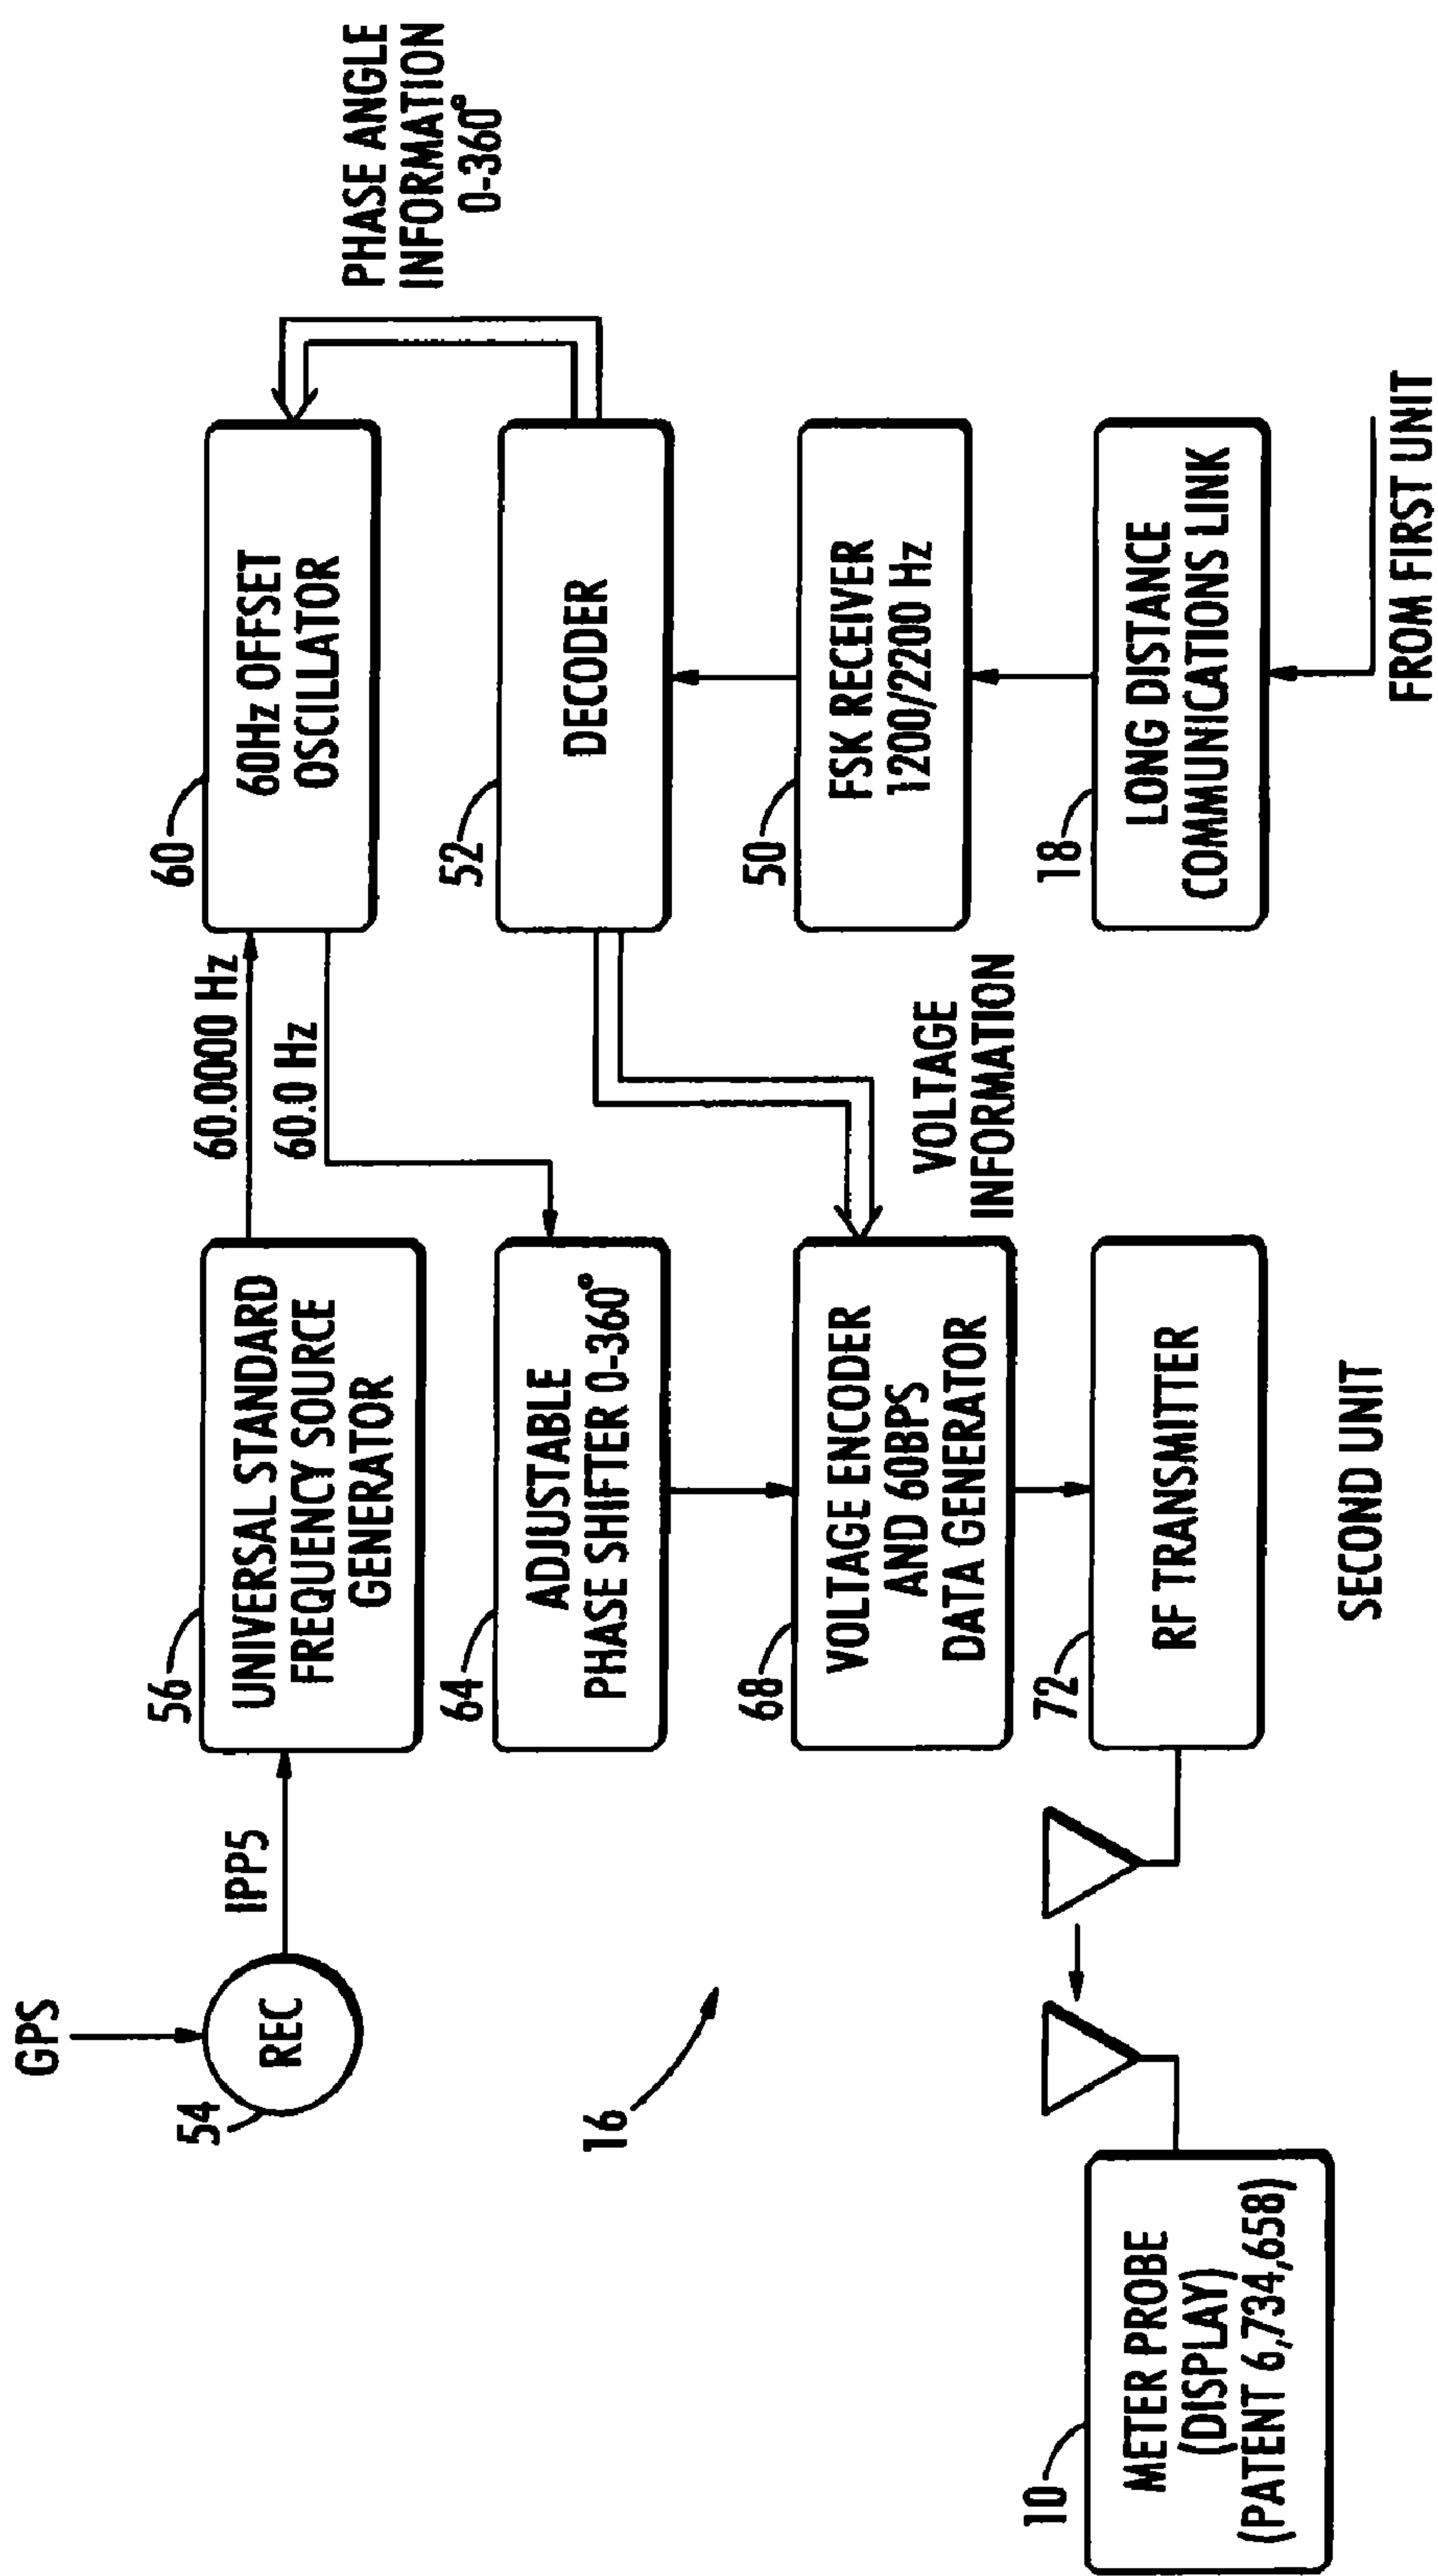 GPS
54
REC
IPP5
56
UNIVERSAL STANDARD
FREQUENCY SOURCE
GENERATOR
60.0000 Hz
60.0 Hz
60
60Hz OFFSET
OSCILLATOR
PHASE ANGLE
INFORMATION
0-360°
64
ADJUSTABLE
PHASE SHIFTER 0-360°
52
DECODER
16
68
VOLTAGE ENCODER
AND 60BPS
DATA GENERATOR
VOLTAGE
INFORMATION
50
FSK RECEIVER
1200/2200 Hz
10
METER PROBE
(DISPLAY)
(PATENT 6,734,658)
72
RF TRANSMITTER
18
LONG DISTANCE
COMMUNICATIONS LINK
SECOND UNIT
FROM FIRST UNIT